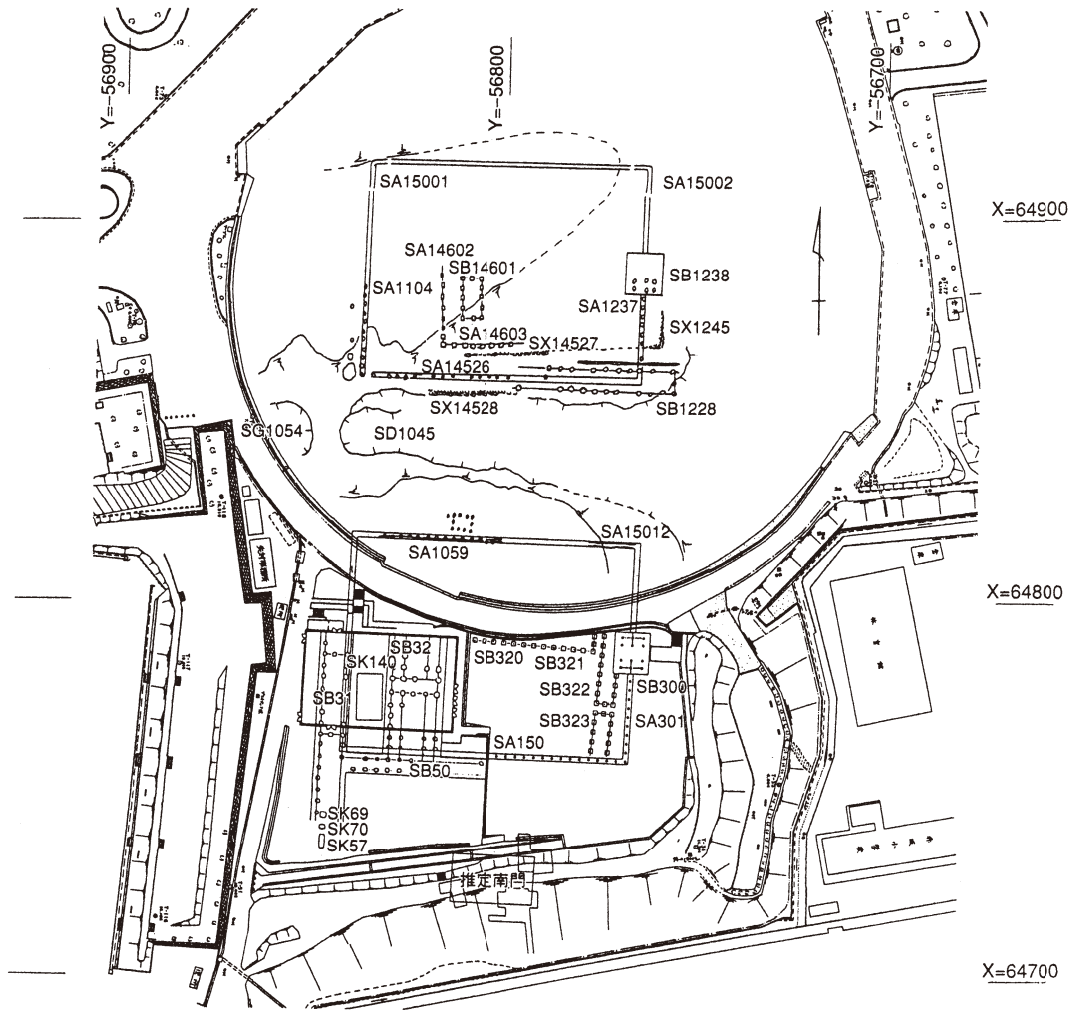 Y=-56900
Y=-56800
Y=-56700
SA15001
SA15002
X=64900
SA14602
SB14601
SB1238
SA1104
SA1237
SA14603
SX14527
SX1245
SA14526
SX14528
SB1228
SG1054
SD1045
SA15012
SA1059
X=64800
SB32
SK140
SB320
SB321
SB31
SB322
SB300
SB323
SA301
SA150
SB50
SK69
SK70
SK57
推定南門
X=64700